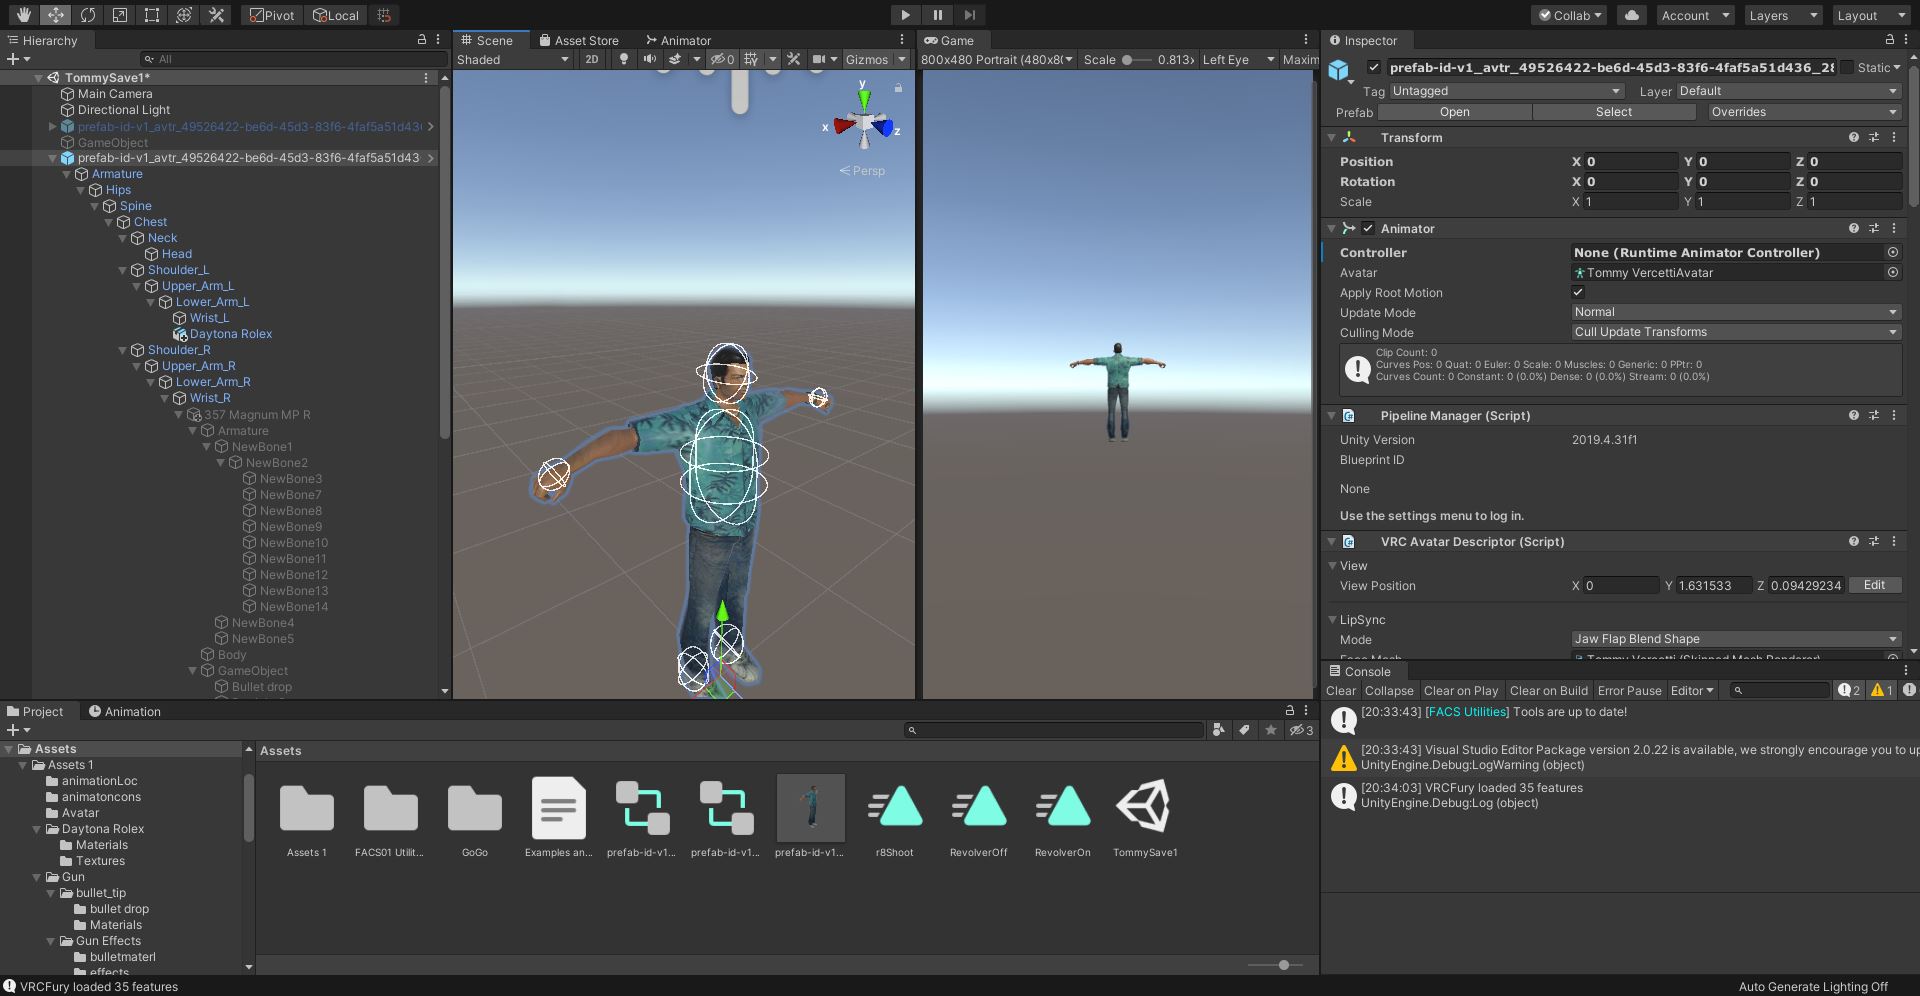 Pivot
Local
Collab
Account
Layers
Layout
Hierarchy
All
TommySave1*
Main Camera
Directional Light
prefab-id-v1_avtr_49526422-be6d-45d3-83f6-4faf5a51d43
GameObject
prefab-id-v1_avtr_49526422-be6d-45d3-83f6-4faf5a51d43
Armature
Hips
Spine
Chest
Neck
Head
Shoulder_L
Upper_Arm_L
Lower_Arm_L
Wrist_L
Daytona Rolex
Shoulder_R
Upper_Arm_R
Lower_Arm_R
Wrist_R
357 Magnum MP R
Armature
NewBone1
NewBone2
NewBone3
NewBone7
NewBone8
NewBone9
NewBone10
NewBone11
NewBone12
NewBone13
NewBone14
NewBone4
NewBone5
Body
GameObject
Bullet drop
Scene
Asset Store
Animator
Shaded
2D
0
Gizmos
y
x
z
Persp
Game
800x480 Portrait (480x80
Scale
0.813x
Left Eye
Maxim
Inspector
prefab-id-v1_avtr_49526422-be6d-45d3-83f6-4faf5a51d436_28
Static
Tag Untagged
Layer Default
Prefab Open Select Overrides
Transform
Position X 0 Y 0 Z 0
Rotation X 0 Y 0 Z 0
Scale X 1 Y 1 Z 1
Animator
Controller None (Runtime Animator Controller)
Avatar Tommy VercettiAvatar
Apply Root Motion
Update Mode Normal
Culling Mode Cull Update Transforms
Clip Count: 0
Curves Pos: 0 Quat: 0 Euler: 0 Scale: 0 Muscles: 0 Generic: 0 PPtr: 0
Curves Count: 0 Constant: 0 (0.0%) Dense: 0 (0.0%) Stream: 0 (0.0%)
Pipeline Manager (Script)
Unity Version 2019.4.31f1
Blueprint ID
None
Use the settings menu to log in.
VRC Avatar Descriptor (Script)
View
View Position X 0 Y 1.631533 Z 0.09429234 Edit
LipSync
Mode Jaw Flap Blend Shape
Face Mesh Tommy Vercetti (Skinned Mesh Renderer)
Console
Clear Collapse Clear on Play Clear on Build Error Pause Editor
2
1
[20:33:43] [FACS Utilities] Tools are up to date!
[20:33:43] Visual Studio Editor Package version 2.0.22 is available, we strongly encourage you to up
UnityEngine.Debug:LogWarning (object)
[20:34:03] VRCFury loaded 35 features
UnityEngine.Debug:Log (object)
Project
Animation
3
Assets
Assets 1
animationLoc
animatoncons
Avatar
Daytona Rolex
Materials
Textures
Gun
bullet_tip
bullet drop
Materials
Gun Effects
bulletmaterl
effects
Assets
Assets 1
FACS01 Utilit...
GoGo
Examples an...
prefab-id-v1...
prefab-id-v1...
prefab-id-v1...
r8Shoot
RevolverOff
RevolverOn
TommySave1
VRCFury loaded 35 features
Auto Generate Lighting Off